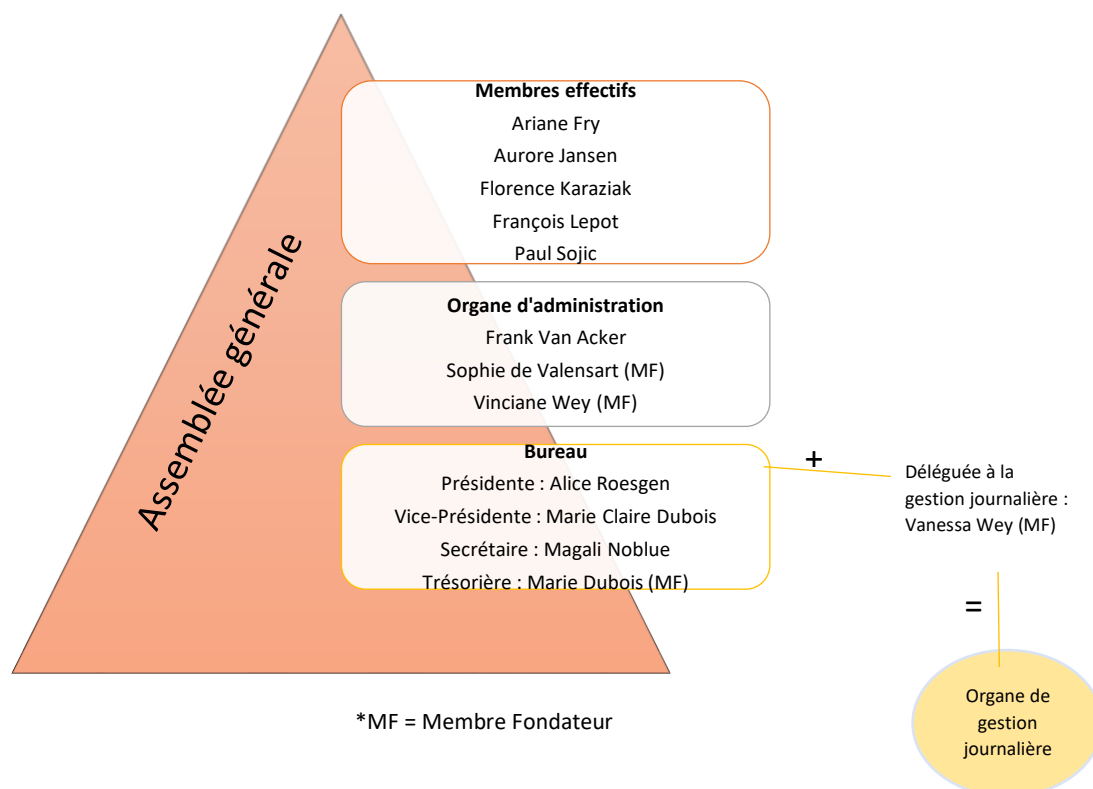 Assemblée générale
Membres effectifs
Ariane Fry
Aurore Jansen
Florence Karaziak
François Lepot
Paul Sojic
Organe d'administration
Frank Van Acker
Sophie de Valensart (MF)
Vinciane Wey (MF)
Bureau
Présidente : Alice Roesgen
Vice-Présidente : Marie Claire Dubois
Secrétaire : Magali Noblue
Trésorière : Marie Dubois (MF)
+
Déléguée à la
gestion journalière :
Vanessa Wey (MF)
=
Organe de
gestion
journalière
*MF = Membre Fondateur